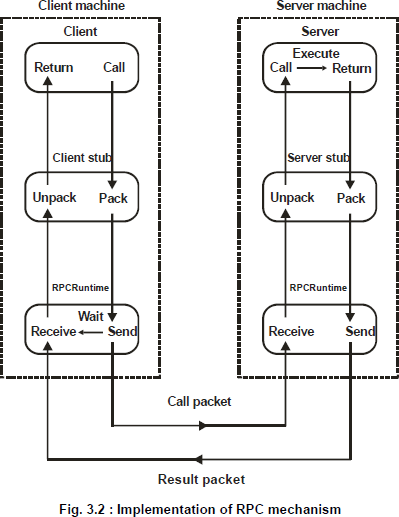 Client machine
Server machine
Client
Server
Return Call
Execute
Call Return
Client stub
Server stub
Unpack Pack
Unpack Pack
RPCRuntime
RPCRuntime
Wait
Receive Send
Receive Send
Call packet
Result packet
Fig. 3.2 : Implementation of RPC mechanism